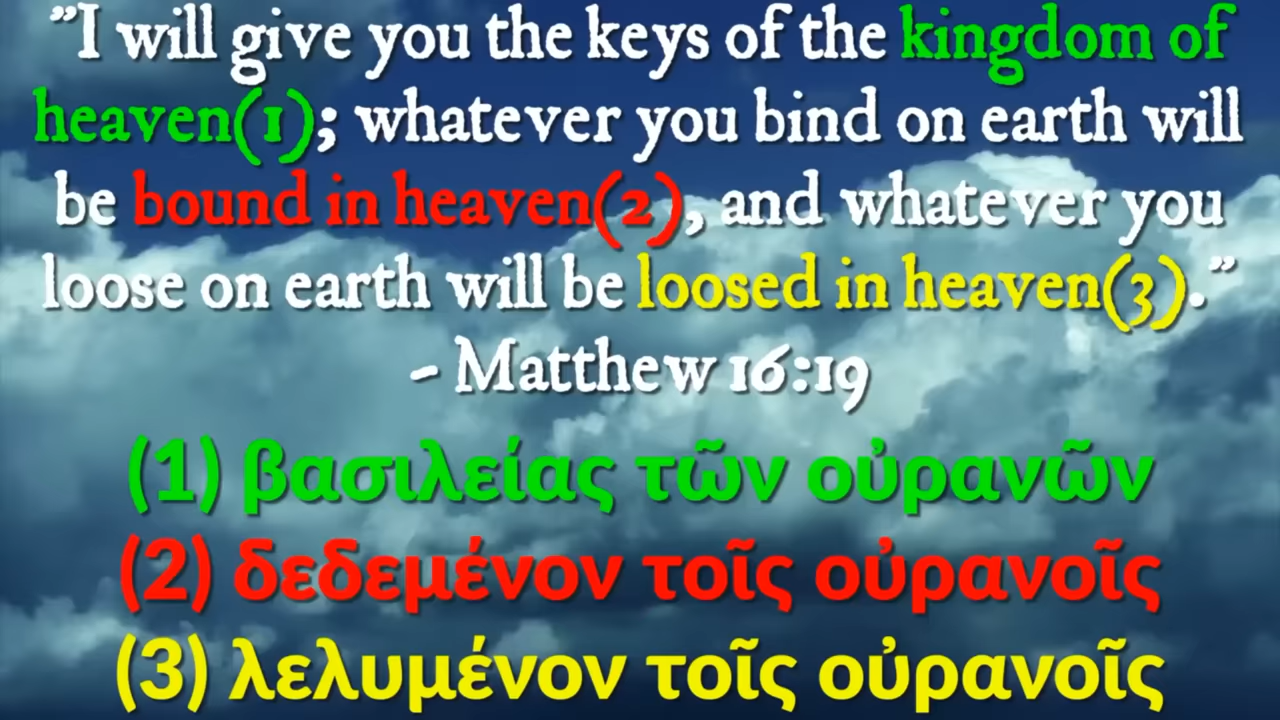 "I will give you the keys of the kingdom of
heaven(1); whatever you bind on earth will
be bound in heaven(2), and whatever you
loose on earth will be loosed in heaven(3)."
- Matthew 16:19
(1) βασιλείας τῶν οὐρανῶν
(2) δεδεμένον τοῖς οὐρανοῖς
(3) λελυμένον τοῖς οὐρανοῖς